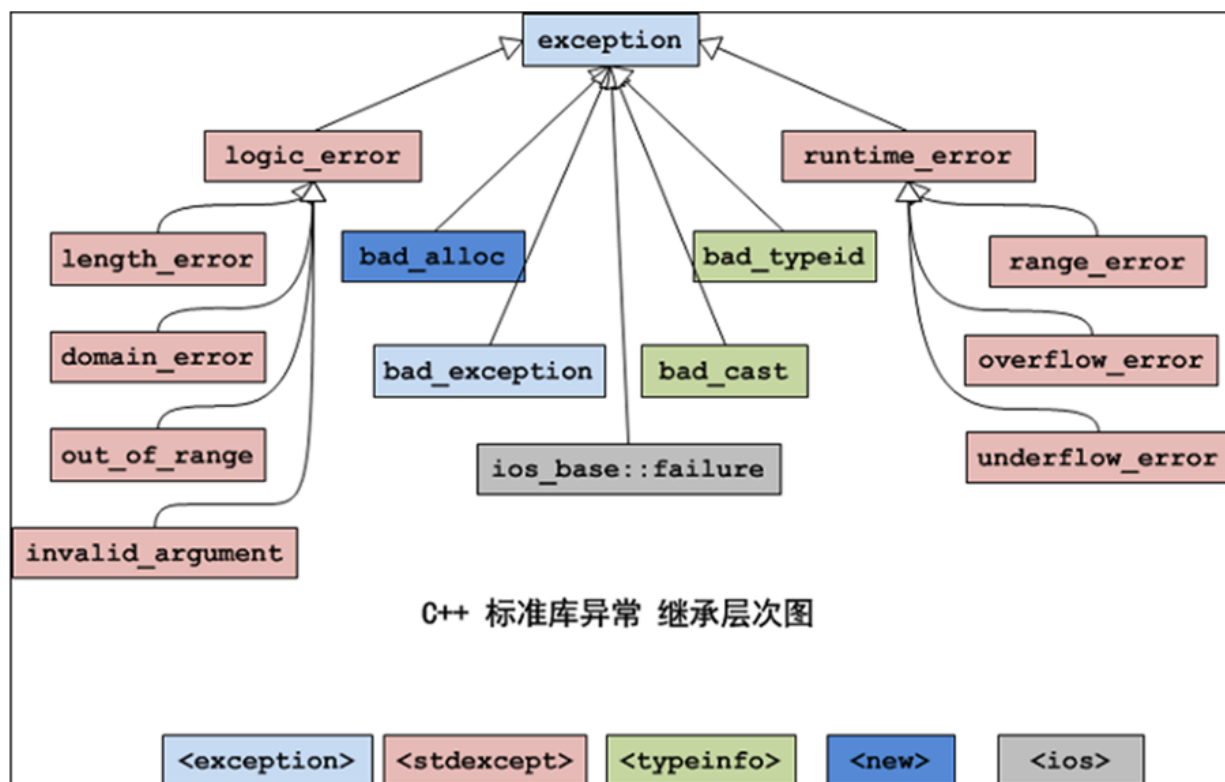 exception
logic_error
runtime_error
length_error
bad_alloc
bad_typeid
range_error
domain_error
bad_exception
bad_cast
overflow_error
out_of_range
ios_base::failure
underflow_error
invalid_argument
C++ 标准库异常 继承层次图
<exception>
<stdexcept>
<typeinfo>
<new>
<ios>